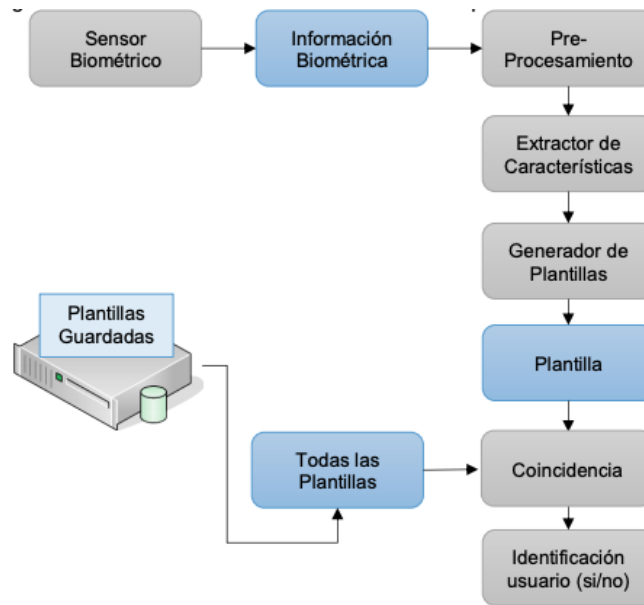 Sensor
Biométrico
Información
Biométrica
Pre-
Procesamiento
Extractor de
Características
Generador de
Plantillas
Plantillas
Guardadas
Plantilla
Todas las
Plantillas
Coincidencia
Identificación
usuario (si/no)